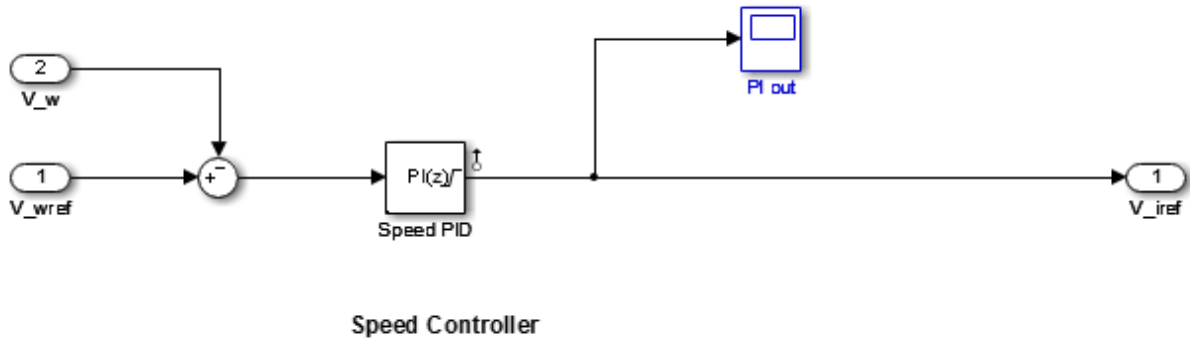 PI out
2
V_w
−
+
1
V_wref
PI(z)
Speed PID
1
V_iref
Speed Controller